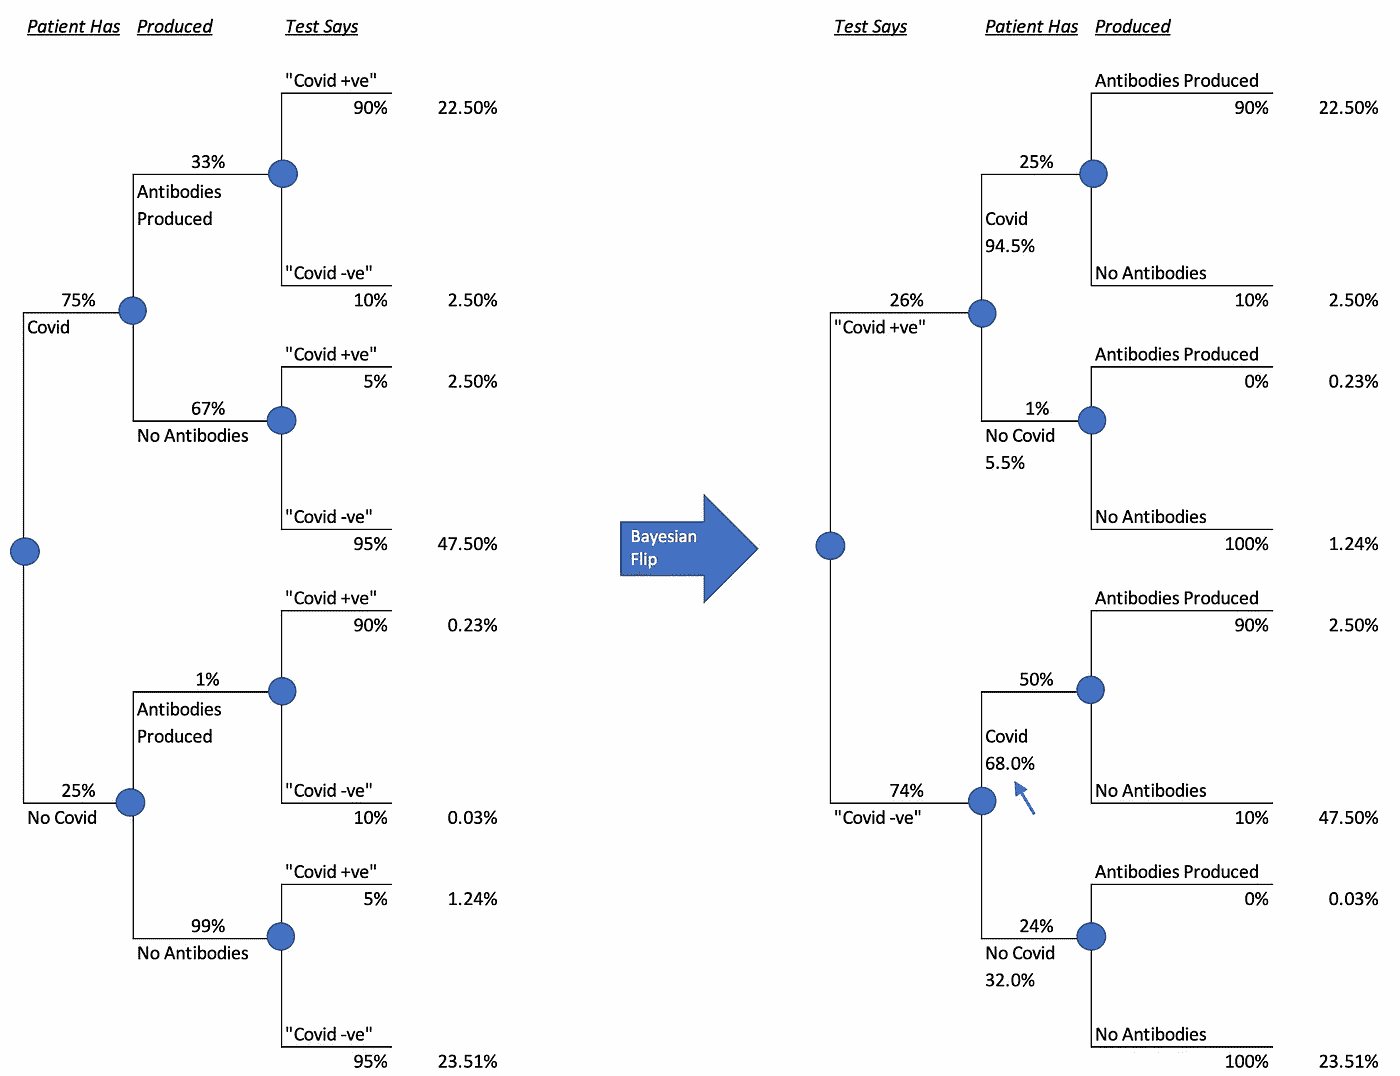 Patient Has Produced Test Says
"Covid +ve"
90% 22.50%
33%
Antibodies
Produced
"Covid -ve"
10% 2.50%
75%
Covid
"Covid +ve"
5% 2.50%
67%
No Antibodies
"Covid -ve"
95% 47.50%
"Covid +ve"
90% 0.23%
1%
Antibodies
Produced
"Covid -ve"
10% 0.03%
25%
No Covid
"Covid +ve"
5% 1.24%
99%
No Antibodies
"Covid -ve"
95% 23.51%
Bayesian
Flip
Test Says Patient Has Produced
Antibodies Produced
90% 22.50%
25%
Covid
94.5%
No Antibodies
10% 2.50%
26%
"Covid +ve"
Antibodies Produced
0% 0.23%
1%
No Covid
5.5%
No Antibodies
100% 1.24%
Antibodies Produced
90% 2.50%
50%
Covid
68.0%
No Antibodies
10% 47.50%
74%
"Covid -ve"
Antibodies Produced
0% 0.03%
24%
No Covid
32.0%
No Antibodies
100% 23.51%